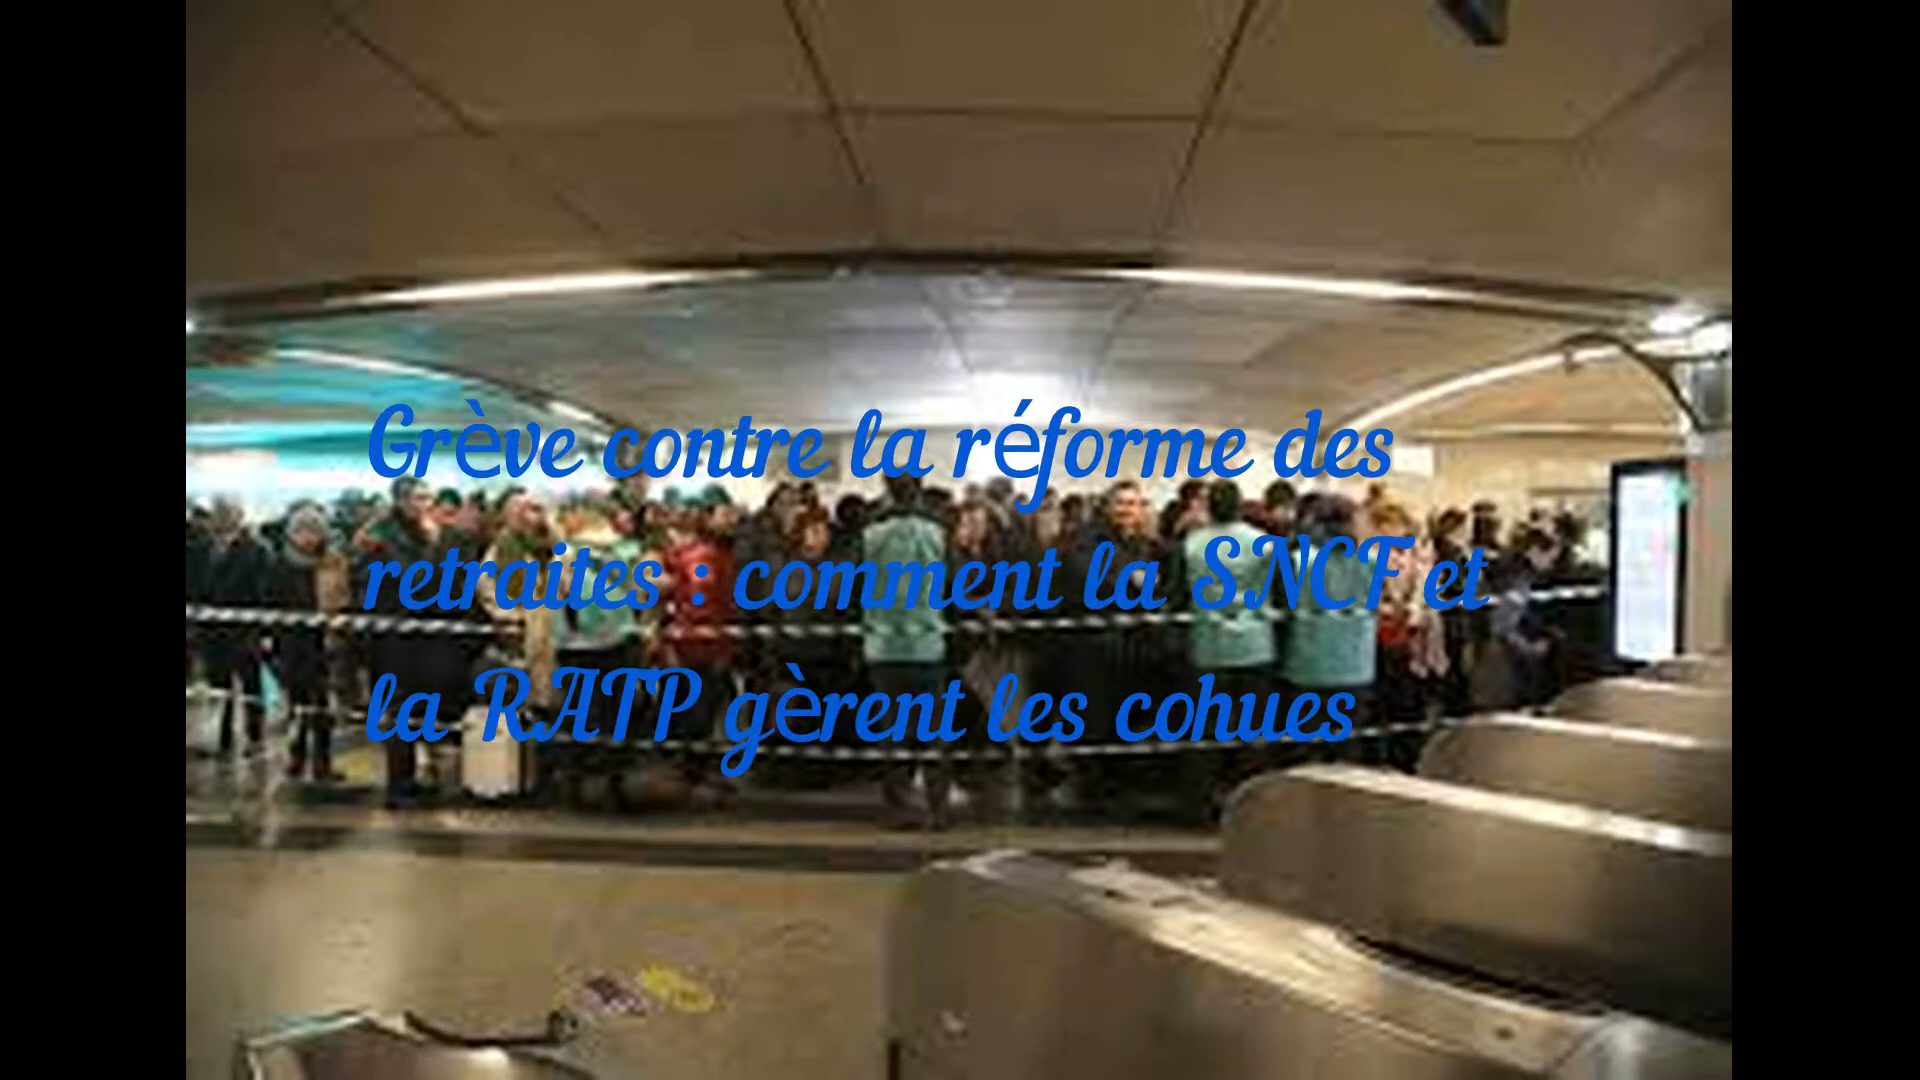 Grève contre la réforme des
retraites : comment la SNCF et
la RATP gèrent les cohues